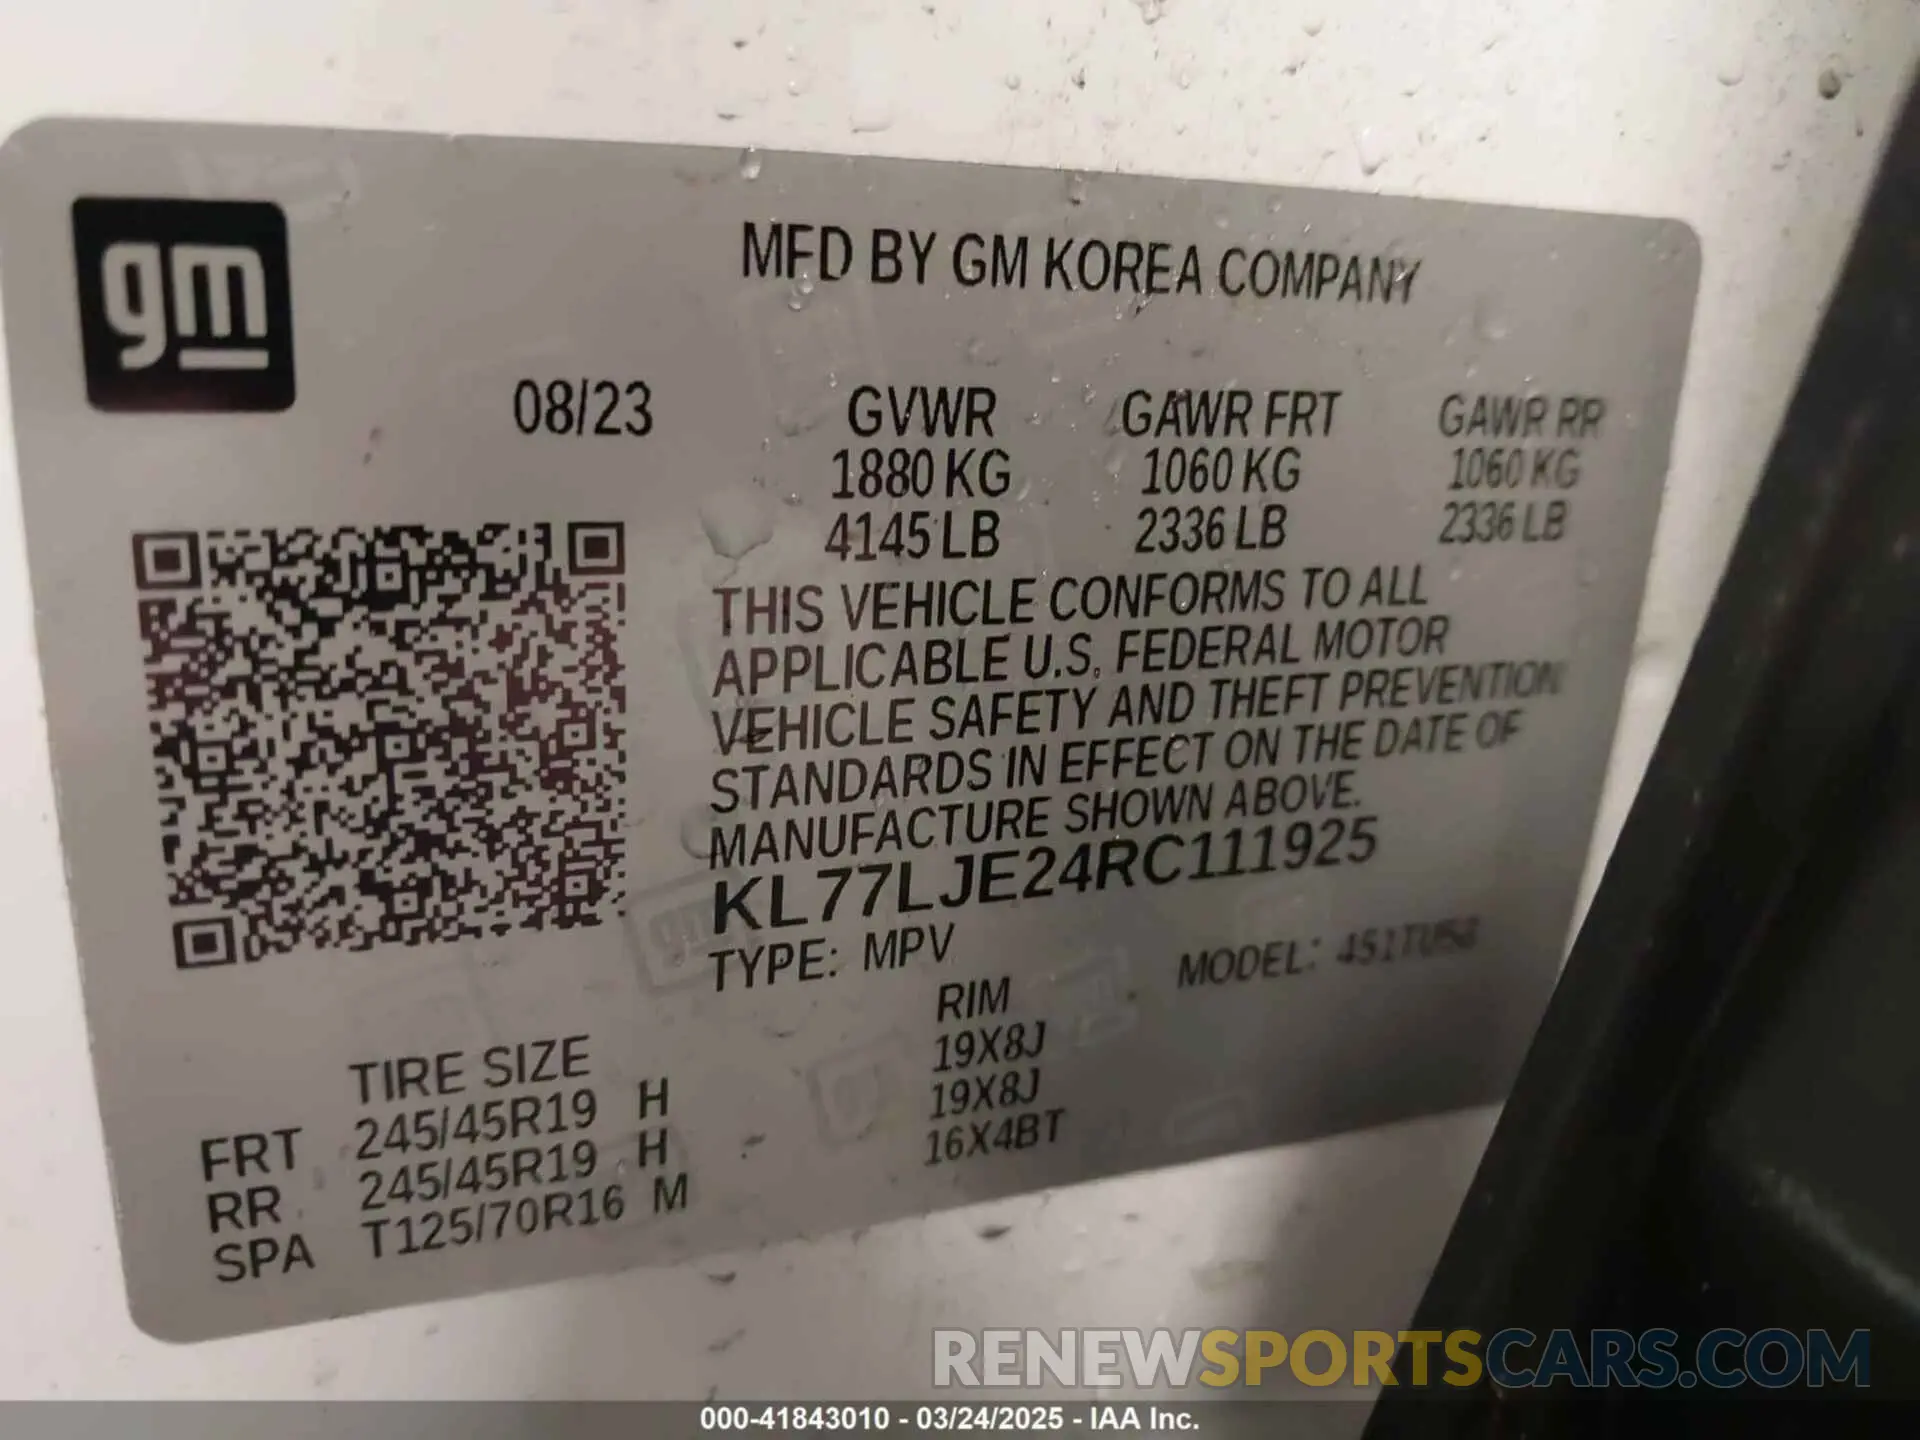 gm
MFD BY GM KOREA COMPANY
08/23 GVWR GAWR FRT GAWR RR
1880 KG 1060 KG 1060 KG
4145 LB 2336 LB 2336 LB
THIS VEHICLE CONFORMS TO ALL
APPLICABLE U.S. FEDERAL MOTOR
VEHICLE SAFETY AND THEFT PREVENTION
STANDARDS IN EFFECT ON THE DATE OF
MANUFACTURE SHOWN ABOVE.
KL77LJE24RC111925
TYPE: MPV MODEL:
TIRE SIZE RIM
FRT 245/45R19 H 19X8J
RR 245/45R19 H 19X8J
SPA T125/70R16 M 16X4BT
RENEWSPORTSCARS.COM
000-41843010 - 03/24/2025 - IAA Inc.